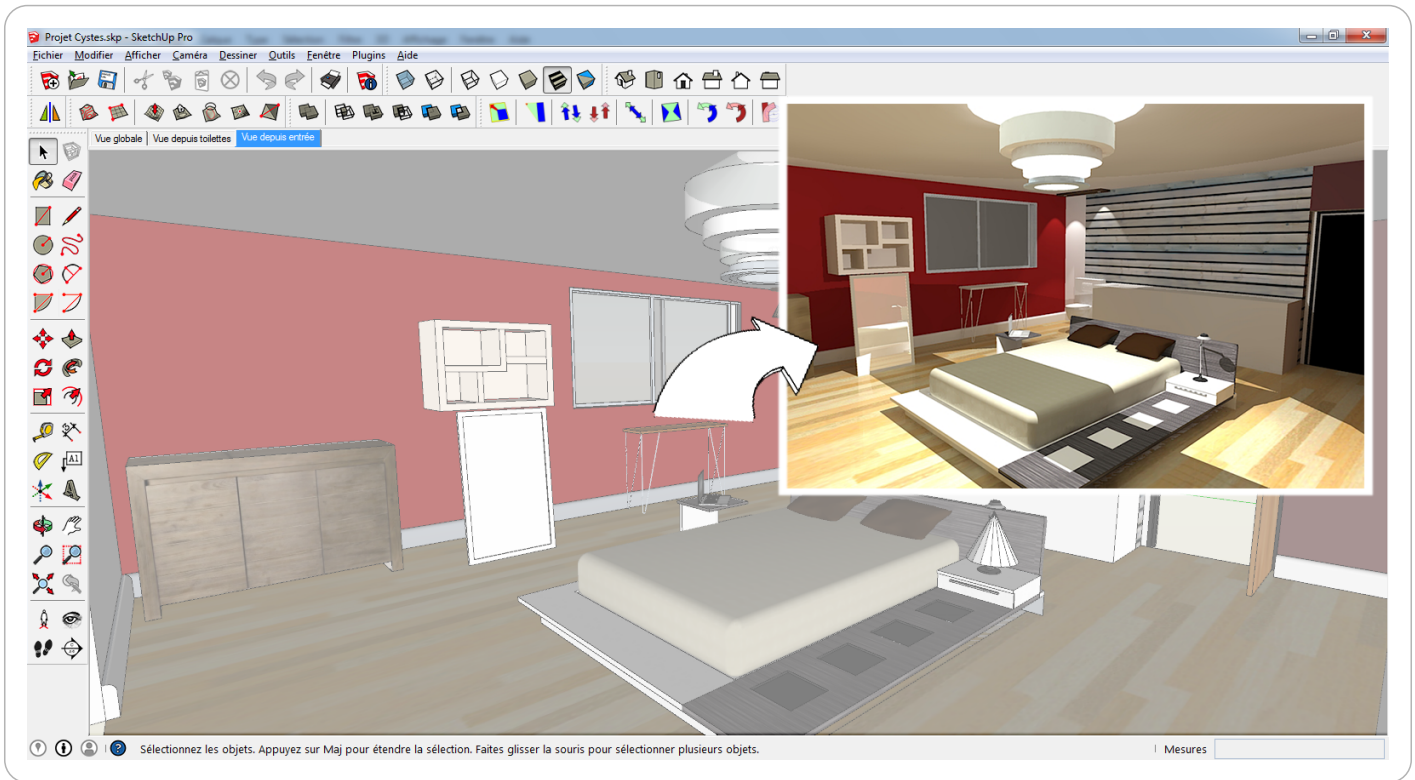 Projet Cystes.skp - SketchUp Pro
Fichier Modifier Afficher Caméra Dessiner Outils Fenêtre Plugins Aide
Vue globale Vue depuis toilettes Vue depuis entrée
A1
Sélectionnez les objets. Appuyez sur Maj pour étendre la sélection. Faites glisser la souris pour sélectionner plusieurs objets.
Mesures